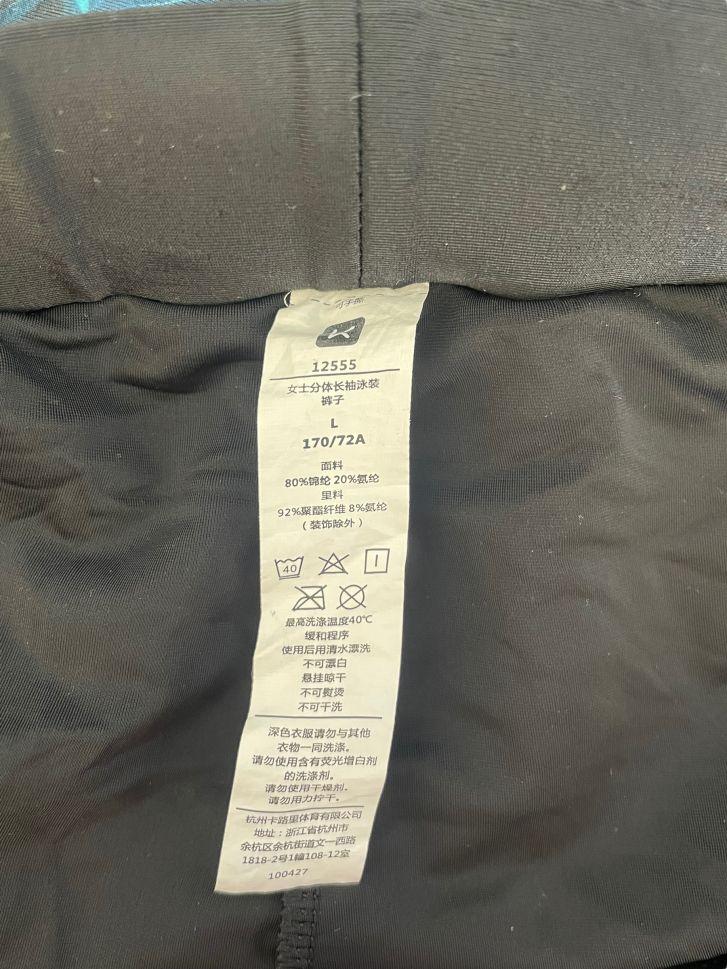 12555
女士分体长袖泳装
裤子
L
170/72A
面料
80%锦纶 20%氨纶
里料
92%聚酯纤维 8%氨纶
（装饰除外）
40
最高洗涤温度40℃
缓和程序
使用后用清水漂洗
不可漂白
悬挂晾干
不可熨烫
不可干洗
深色衣服请勿与其他
衣物一同洗涤。
请勿使用含有荧光增白剂
的洗涤剂。
请勿使用干燥剂。
请勿用力拧干。
杭州卡路里体育有限公司
地址：浙江省杭州市
余杭区余杭街道文一西路
1818-2号1幢108-12室
100427